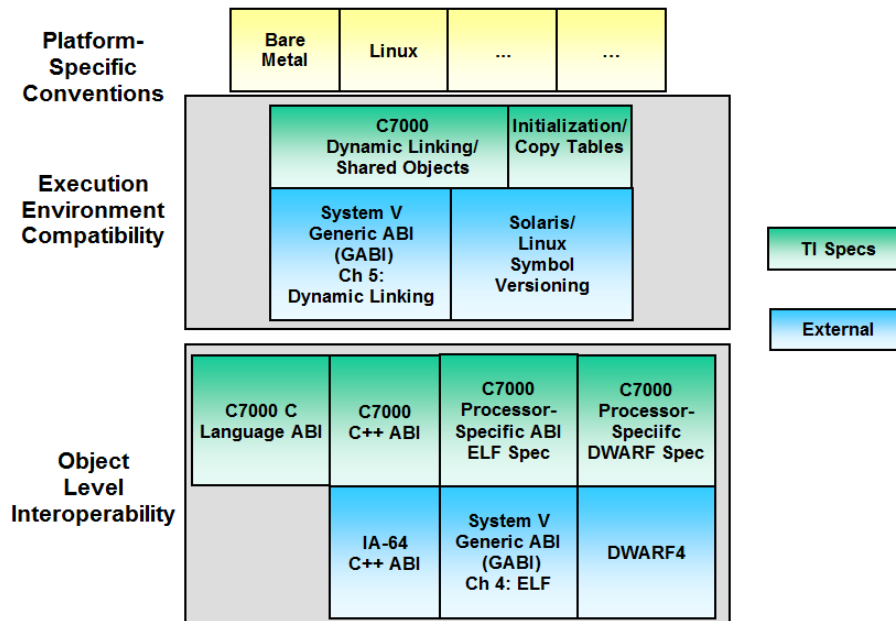 Platform-
Specific
Conventions
Bare
Metal
Linux
...
...
Execution
Environment
Compatibility
C7000
Dynamic Linking/
Shared Objects
Initialization/
Copy Tables
System V
Generic ABI
(GABI)
Ch 5:
Dynamic Linking
Solaris/
Linux
Symbol
Versioning
TI Specs
External
Object
Level
Interoperability
C7000 C
Language ABI
C7000
C++ ABI
C7000
Processor-
Specific ABI
ELF Spec
C7000
Processor-
Speciifc
DWARF Spec
IA-64
C++ ABI
System V
Generic ABI
(GABI)
Ch 4: ELF
DWARF4